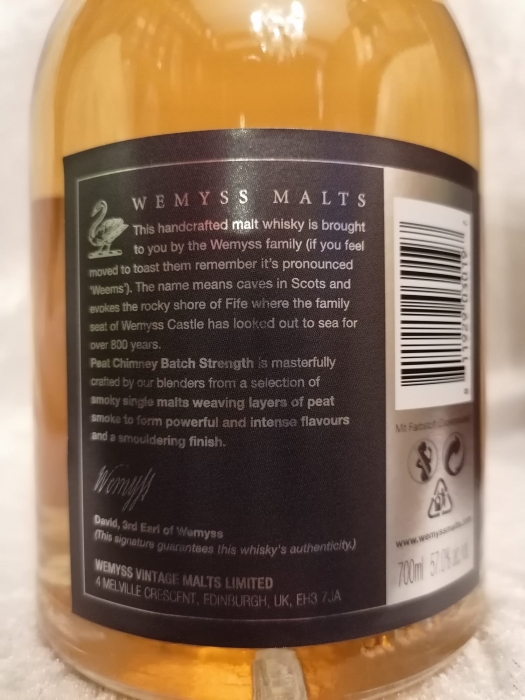 WEMYSS MALTS
This handcrafted malt whisky is brought
to you by the Wemyss family (if you feel
moved to toast them remember it's pronounced
'Weems'). The name means caves in Scots and
evokes the rocky shore of Fife where the family
seat of Wemyss Castle has looked out to sea for
over 800 years.
Peat Chimney Batch Strength is masterfully
crafted by our blenders from a selection of
smoky single malts weaving layers of peat
smoke to form powerful and intense flavours
and a smouldering finish.
Wemyss
David, 3rd Earl of Wemyss
(This signature guarantees this whisky's authenticity.)
WEMYSS VINTAGE MALTS LIMITED
4 MELVILLE CRESCENT, EDINBURGH, UK, EH3 7JA
Mit Farbstoff
www.wemyssmalts.com
700ml 57.0%